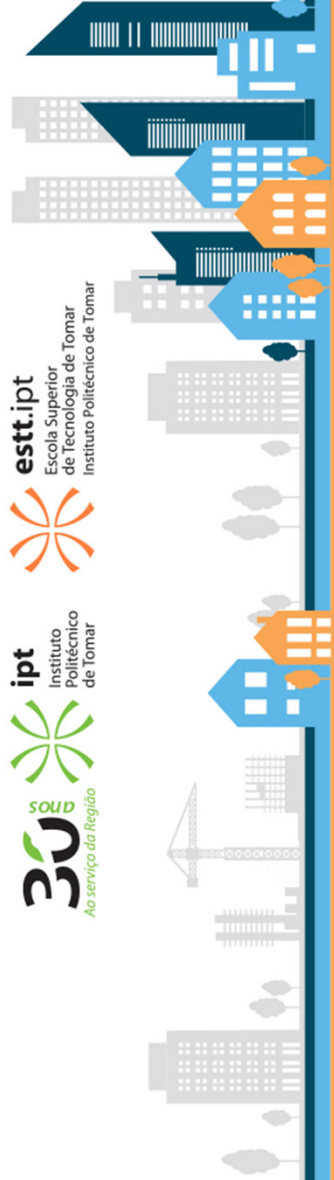 30
anos
Ao serviço da Região
ipt
Instituto
Politécnico
de Tomar
estt.ipt
Escola Superior
de Tecnologia de Tomar
Instituto Politécnico de Tomar